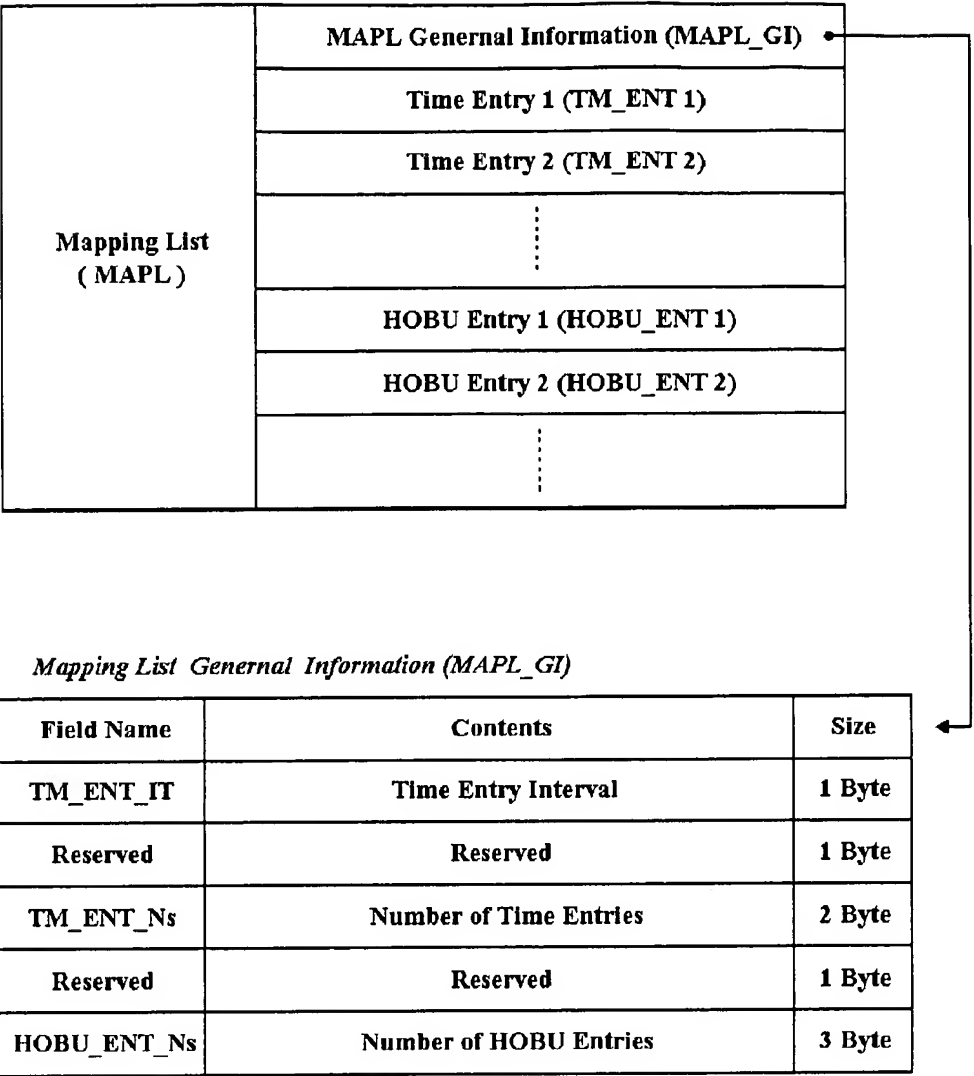 MAPL Genernal Information (MAPL_GI)
Time Entry 1 (TM_ENT 1)
Time Entry 2 (TM_ENT 2)
Mapping List
( MAPL )
HOBU Entry 1 (HOBU_ENT 1)
HOBU Entry 2 (HOBU_ENT 2)
Mapping List Genernal Information (MAPL_GI)
Field Name Contents Size
TM_ENT_IT Time Entry Interval 1 Byte
Reserved Reserved 1 Byte
TM_ENT_Ns Number of Time Entries 2 Byte
Reserved Reserved 1 Byte
HOBU_ENT_Ns Number of HOBU Entries 3 Byte